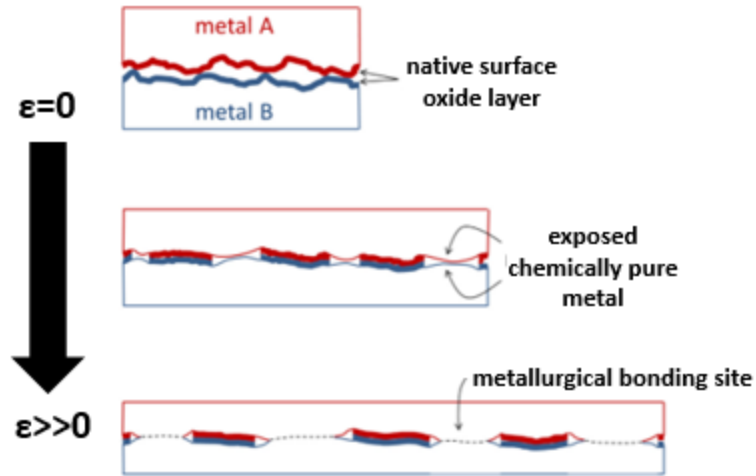 metal A
native surface
oxide layer
ε=0
metal B
exposed
chemically pure
metal
metallurgical bonding site
ε>>0